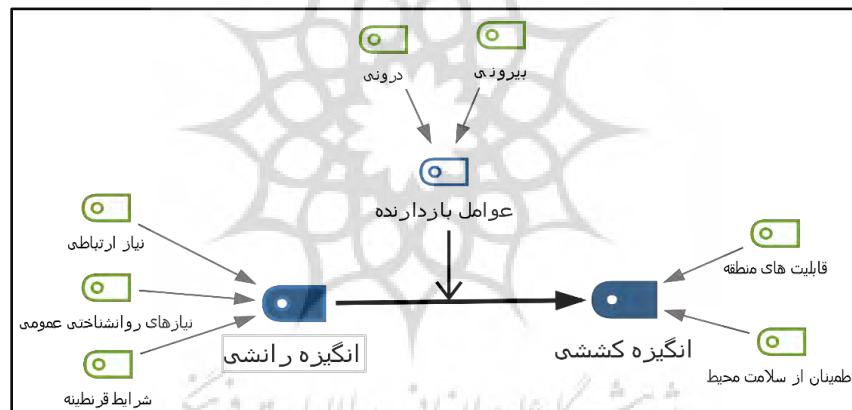 درونی
بیرونی
عوامل بازدارنده
نیاز ارتباطی
نیازهای روانشناختی عمومی
شرایط قرنطینه
انگیزه رانشی
انگیزه کششی
قابلیت های منطقه
طمینان از سلامت محیط